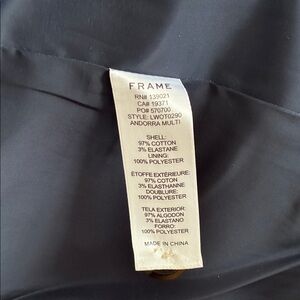 FRAME
RN# 139021
CA# 19371
PO# 570700
STYLE: LWOT0290
ANDORRA MULTI
SHELL:
97% COTTON
3% ELASTANE
LINING:
100% POLYESTER
ÉTOFFE EXTÉRIEURE:
97% COTON
3% ELASTHANNE
DOUBLURE:
100% POLYESTER
TELA EXTERIOR:
97% ALGODON
3% ELASTANO
FORRO:
100% POLYESTER
MADE IN CHINA